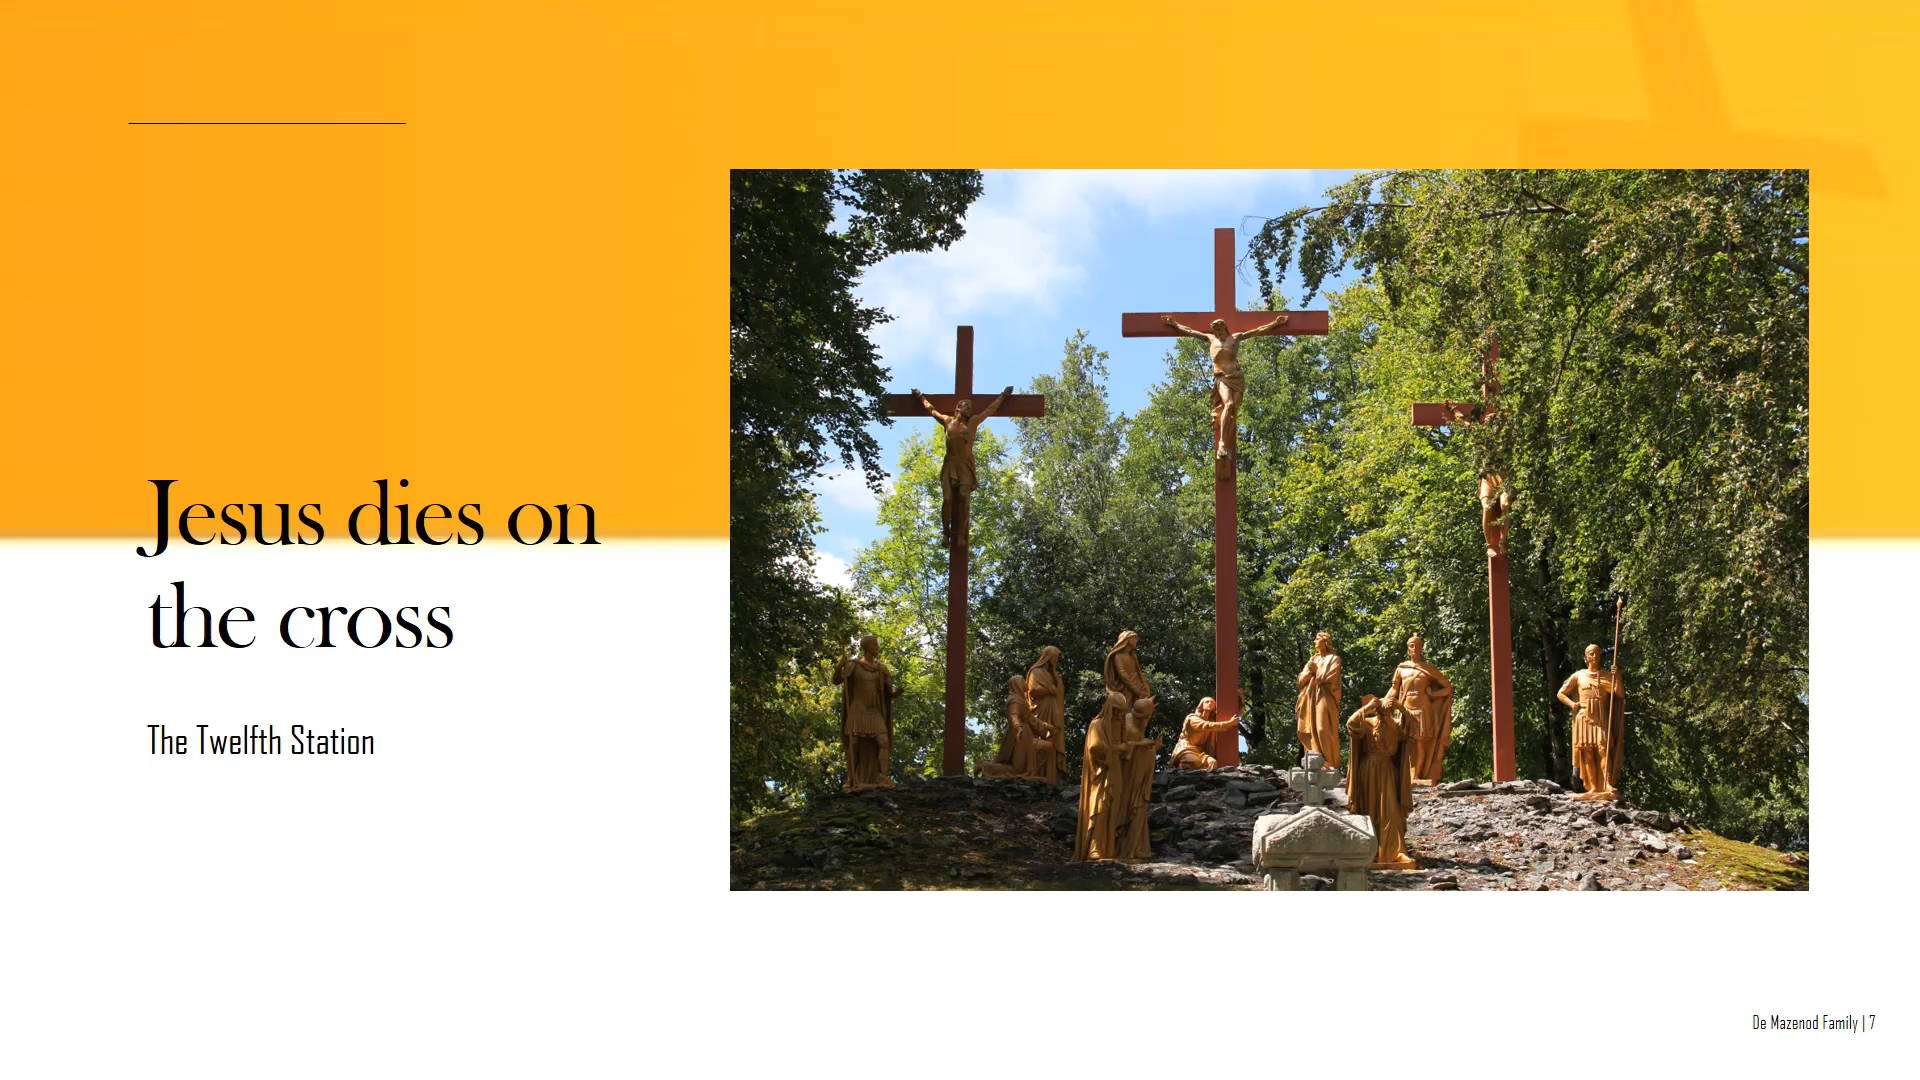 Jesus dies on
the cross
The Twelfth Station
De Mazenod Family | 7